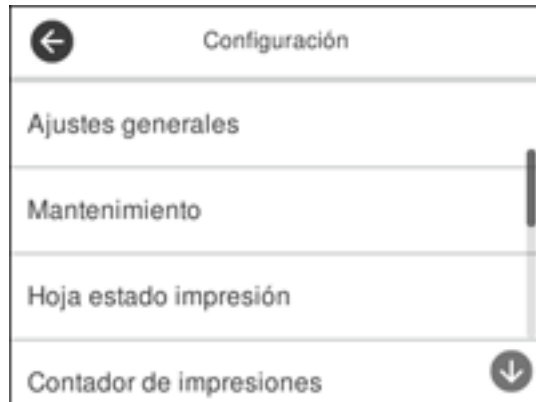 Configuración
Ajustes generales
Mantenimiento
Hoja estado impresión
Contador de impresiones